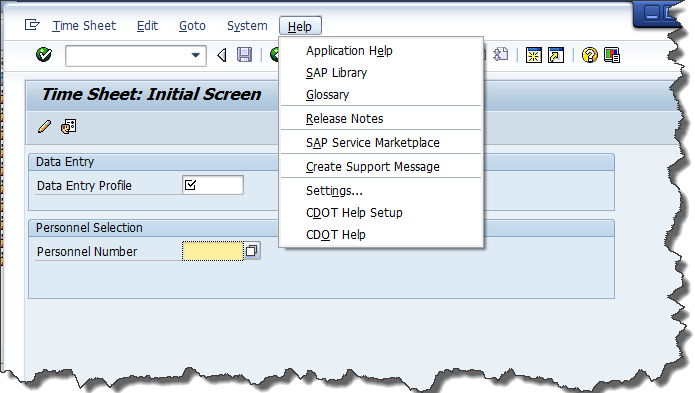 Time Sheet Edit Goto System Help
Application Help
SAP Library
Glossary
Release Notes
SAP Service Marketplace
Create Support Message
Settings...
CDOT Help Setup
CDOT Help
Time Sheet: Initial Screen
Data Entry
Data Entry Profile
Personnel Selection
Personnel Number